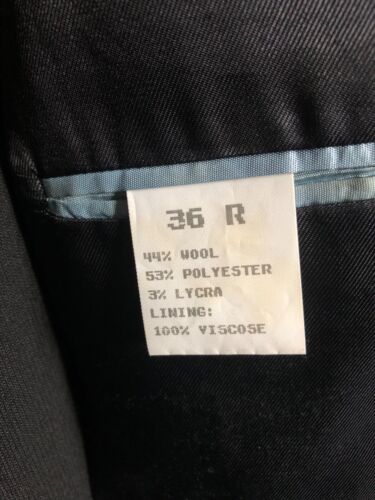 36 R
44% WOOL
53% POLYESTER
3% LYCRA
LINING:
100% VISCOSE